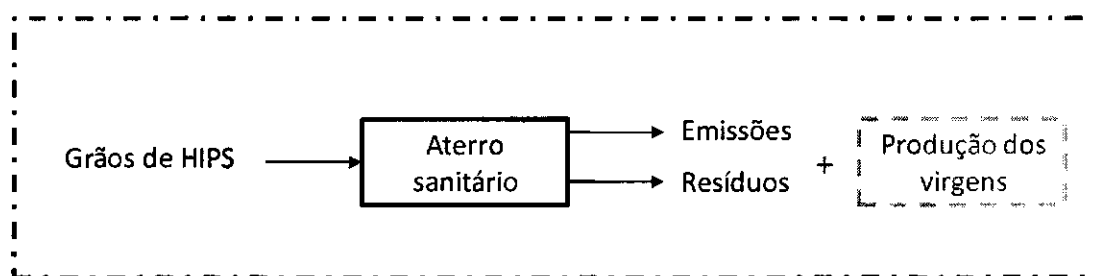 Grãos de HIPS
Aterro
sanitário
Emissões
Resíduos
+
Produção dos
virgens